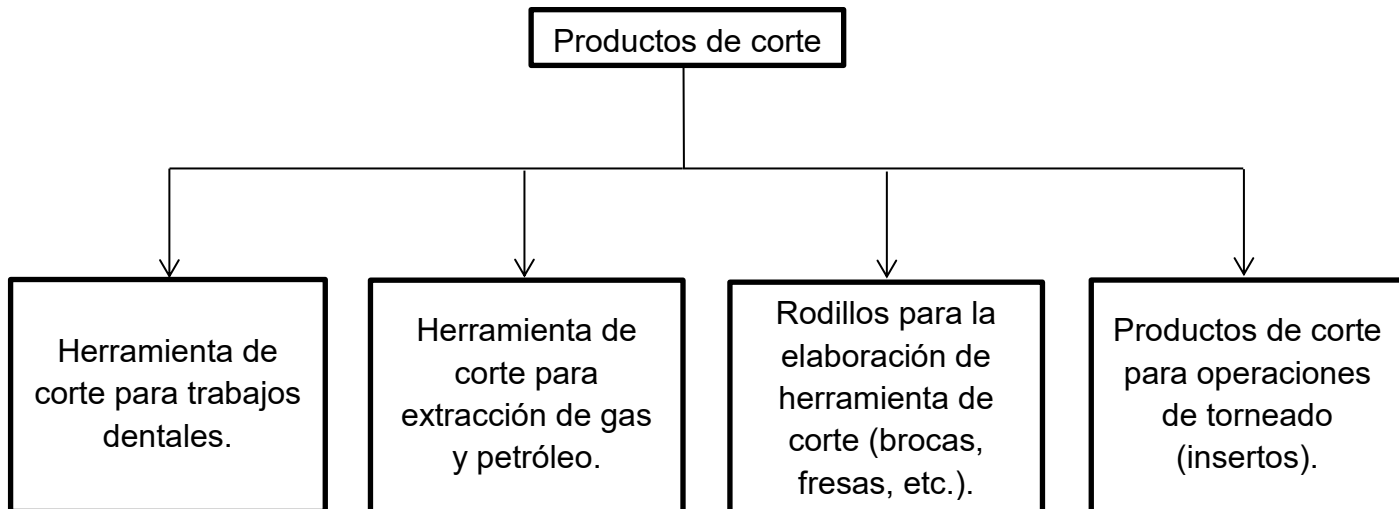 Productos de corte
Herramienta de
corte para trabajos
dentales.
Herramienta de
corte para
extracción de gas
y petróleo.
Rodillos para la
elaboración de
herramienta de
corte (brocas,
fresas, etc.).
Productos de corte
para operaciones
de torneado
(insertos).